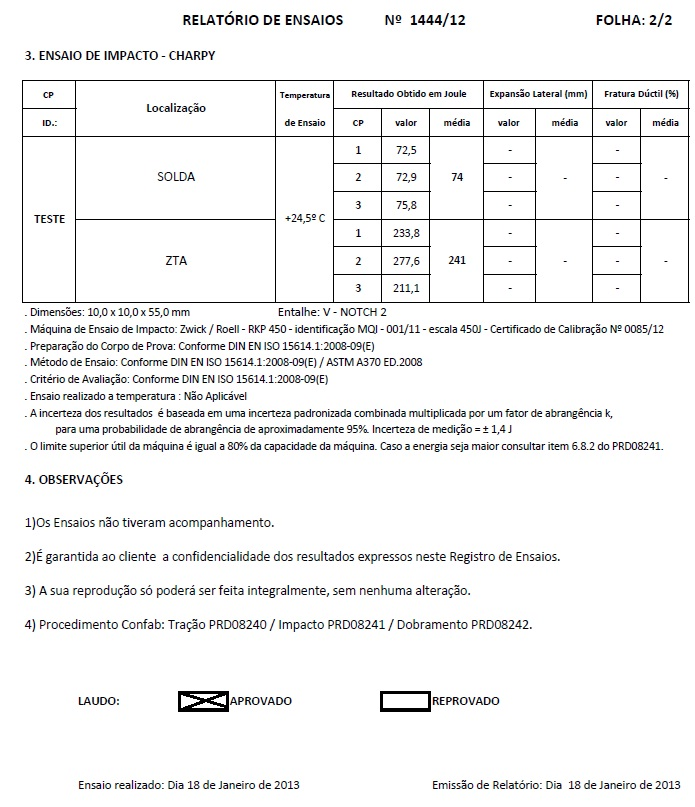 RELATÓRIO DE ENSAIOS Nº 1444/12 FOLHA: 2/2
3. ENSAIO DE IMPACTO - CHARPY
CP Localização Temperatura Resultado Obtido em Joule Expansão Lateral (mm) Fratura Dúctil (%)
ID.: de Ensaio CP valor média valor média valor média
TESTE SOLDA +24,5º C 1 72,5 74 - - - -
2 72,9 - -
3 75,8 - -
ZTA 1 233,8 241 - - - -
2 277,6 - -
3 211,1 - -
. Dimensões: 10,0 x 10,0 x 55,0 mm Entalhe: V - NOTCH 2
. Máquina de Ensaio de Impacto: Zwick / Roell - RKP 450 - identificação MQI - 001/11 - escala 450J - Certificado de Calibração Nº 0085/12
. Preparação do Corpo de Prova: Conforme DIN EN ISO 15614.1:2008-09(E)
. Método de Ensaio: Conforme DIN EN ISO 15614.1:2008-09(E) / ASTM A370 ED.2008
. Critério de Avaliação: Conforme DIN EN ISO 15614.1:2008-09(E)
. Ensaio realizado a temperatura : Não Aplicável
. A incerteza dos resultados é baseada em uma incerteza padronizada combinada multiplicada por um fator de abrangência k,
para uma probabilidade de abrangência de aproximadamente 95%. Incerteza de medição = ± 1,4 J
. O limite superior útil da máquina é igual a 80% da capacidade da máquina. Caso a energia seja maior consultar item 6.8.2 do PRD08241.
4. OBSERVAÇÕES
1)Os Ensaios não tiveram acompanhamento.
2)É garantida ao cliente a confidencialidade dos resultados expressos neste Registro de Ensaios.
3) A sua reprodução só poderá ser feita integralmente, sem nenhuma alteração.
4) Procedimento Confab: Tração PRD08240 / Impacto PRD08241 / Dobramento PRD08242.
LAUDO: APROVADO REPROVADO
Ensaio realizado: Dia 18 de Janeiro de 2013 Emissão de Relatório: Dia 18 de Janeiro de 2013